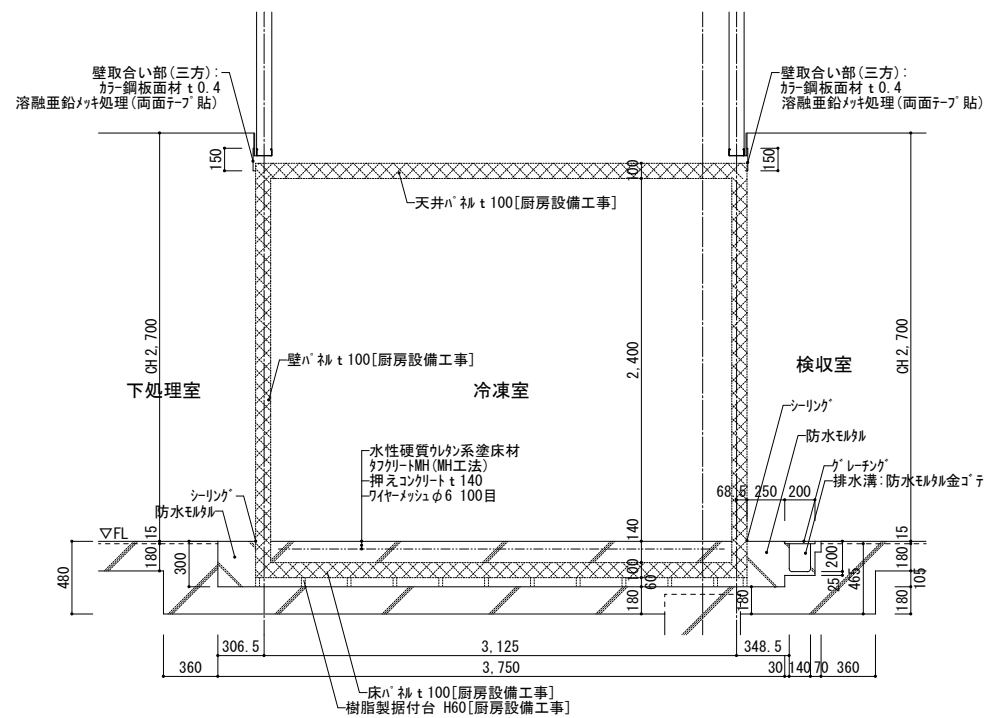 壁取合い部(三方):
ｶﾗｰ鋼板面材 t0.4
溶融亜鉛ﾒｯｷ処理(両面ﾃｰﾌﾟ貼)
壁取合い部(三方):
ｶﾗｰ鋼板面材 t0.4
溶融亜鉛ﾒｯｷ処理(両面ﾃｰﾌﾟ貼)
150
100
150
天井ﾊﾟﾈﾙ t100[厨房設備工事]
CH2,700
2,400
CH2,700
壁ﾊﾟﾈﾙ t100[厨房設備工事]
下処理室
冷凍室
検収室
ｼｰﾘﾝｸﾞ
防水ﾓﾙﾀﾙ
水性硬質ｳﾚﾀﾝ系塗床材
ﾀﾌｸﾘｰﾄMH(MH工法)
押えｺﾝｸﾘｰﾄ t140
ﾜｲﾔｰﾒｯｼｭφ6 100目
ｸﾞﾚｰﾁﾝｸﾞ
排水溝:防水ﾓﾙﾀﾙ金ｺﾞﾃ
ｼｰﾘﾝｸﾞ
防水ﾓﾙﾀﾙ
68.5
250
200
▽FL
15
140
15
480
180
300
100
60
180
180
200
25
465
180
105
180
306.5
3,125
348.5
360
3,750
30
140
70
360
床ﾊﾟﾈﾙ t100[厨房設備工事]
樹脂製据付台 H60[厨房設備工事]